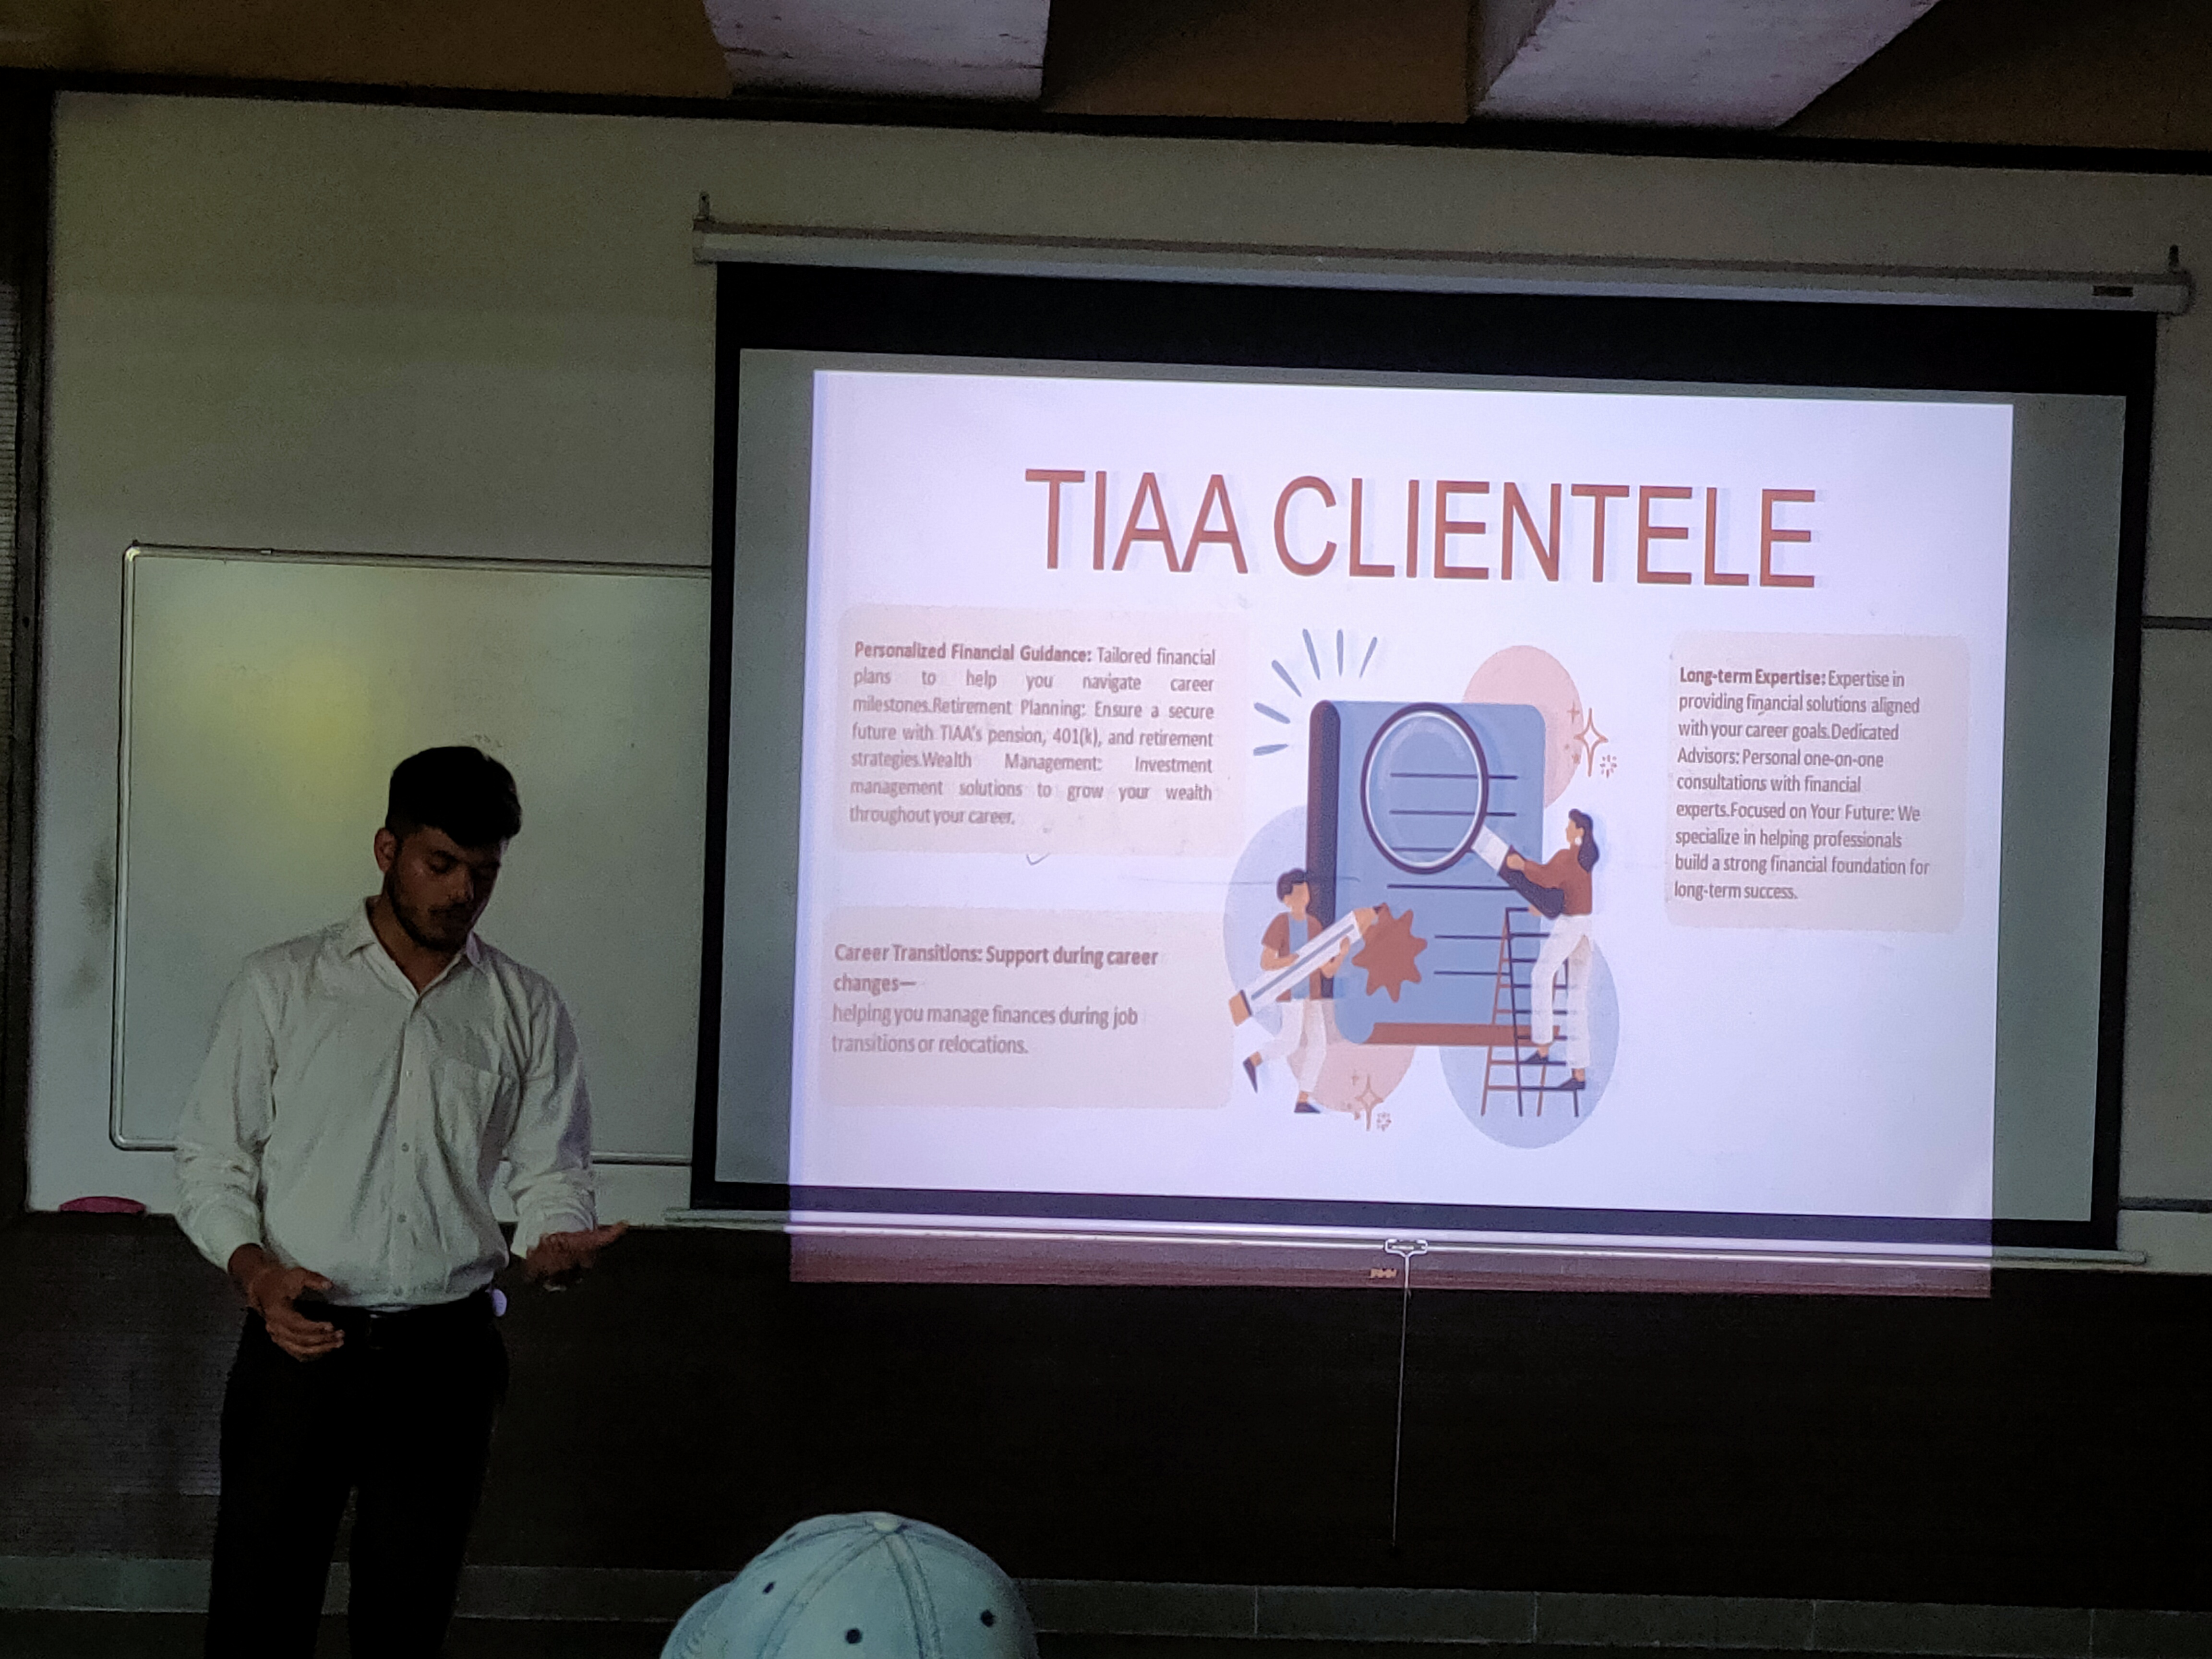 TIAA CLIENTELE
Personalized Financial Guidance: Tailored financial
plans to help you navigate career
milestones.Retirement Planning: Ensure a secure
future with TIAA's pension, 401(k), and retirement
strategies.Wealth Management: Investment
management solutions to grow your wealth
throughout your career.
Career Transitions: Support during career
changes—
helping you manage finances during job
transitions or relocations.
Long-term Expertise: Expertise in
providing financial solutions aligned
with your career goals.Dedicated
Advisors: Personal one-on-one
consultations with financial
experts.Focused on Your Future: We
specialize in helping professionals
build a strong financial foundation for
long-term success.